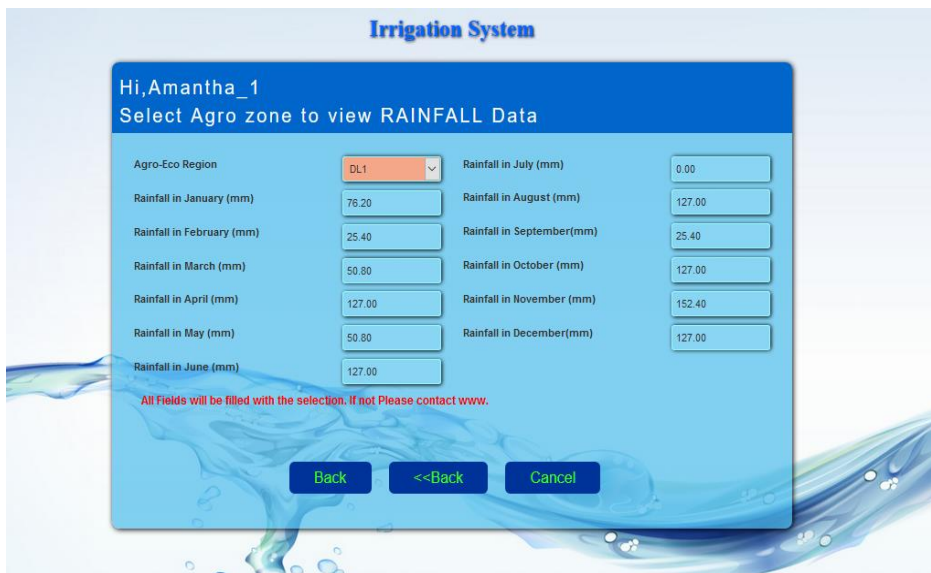 Irrigation System
Hi,Amantha_1
Select Agro zone to view RAINFALL Data
Agro-Eco Region DL1 Rainfall in July (mm) 0.00
Rainfall in January (mm) 76.20 Rainfall in August (mm) 127.00
Rainfall in February (mm) 25.40 Rainfall in September(mm) 25.40
Rainfall in March (mm) 50.80 Rainfall in October (mm) 127.00
Rainfall in April (mm) 127.00 Rainfall in November (mm) 152.40
Rainfall in May (mm) 50.80 Rainfall in December(mm) 127.00
Rainfall in June (mm) 127.00
All Fields will be filled with the selection. If not Please contact www.
Back <<Back Cancel